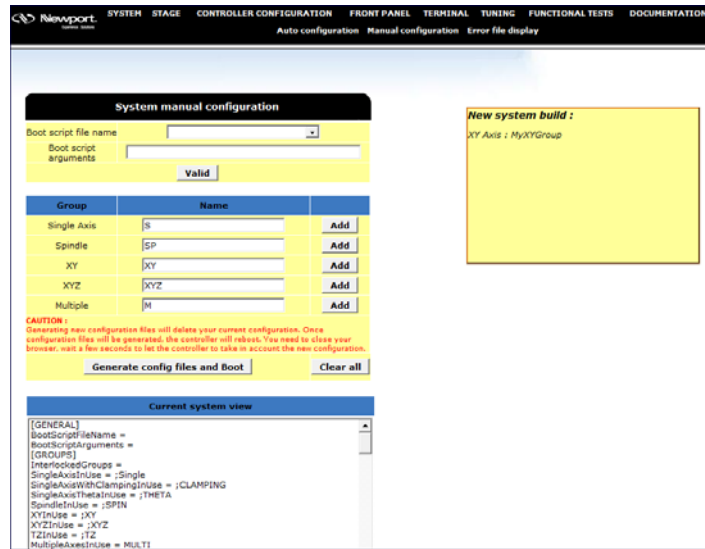 Newport.
SYSTEM STAGE CONTROLLER CONFIGURATION FRONT PANEL TERMINAL TUNING FUNCTIONAL TESTS DOCUMENTATION
Auto configuration Manual configuration Error file display
System manual configuration
Boot script file name
Boot script
arguments
Valid
Group Name
Single Axis S Add
Spindle SP Add
XY XY Add
XYZ XYZ Add
Multiple M Add
CAUTION :
Generating new configuration files will delete your current configuration. Once
configuration files will be generated, the controller will reboot. You need to close your
browser, wait a few seconds to let the controller to take in account the new configuration.
Generate config files and Boot Clear all
Current system view
[GENERAL]
BootScriptFileName =
BootScriptArguments =
[GROUPS]
InterlockedGroups =
SingleAxisInUse = ;Single
SingleAxisWithClampingInUse = ;CLAMPING
SingleAxisThetaInUse = ;THETA
SpindleInUse = ;SPIN
XYInUse = ;XY
XYZInUse = ;XYZ
TZInUse = ;TZ
MultipleAxesInUse = MULTI
New system build :
XY Axis : MyXYGroup